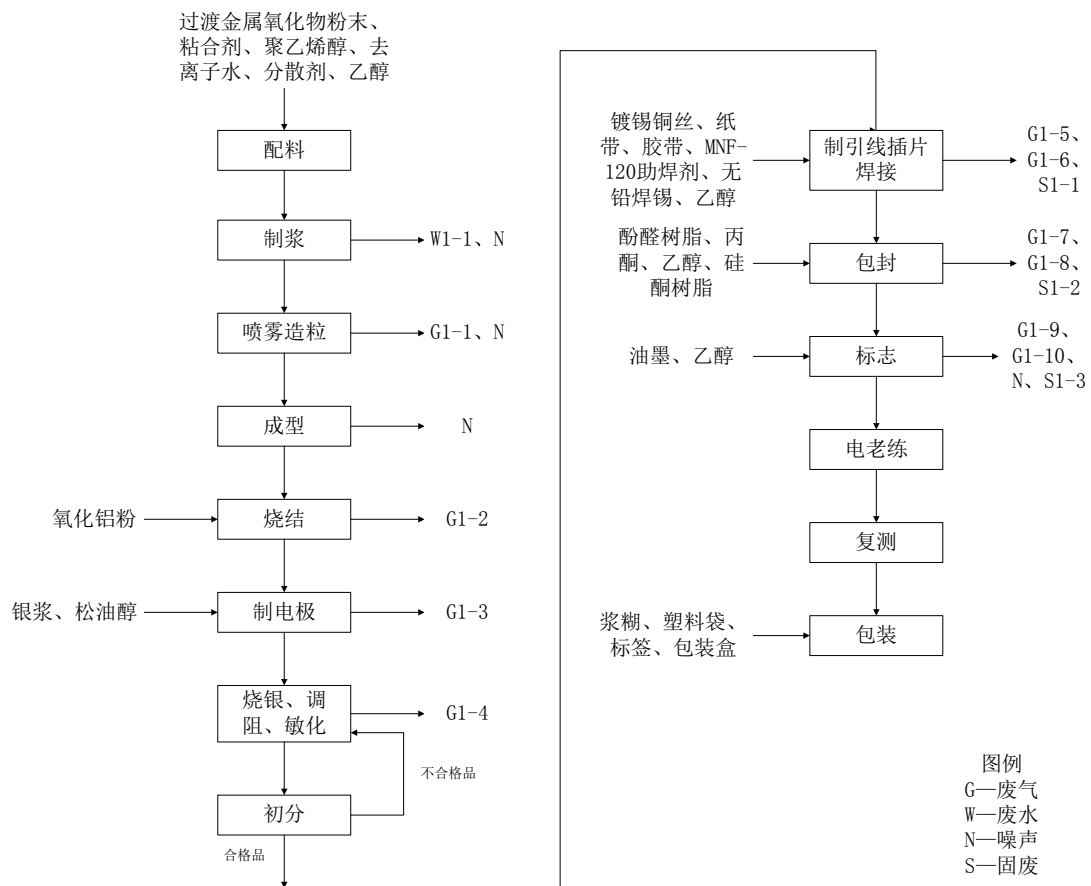 过渡金属氧化物粉末、
粘合剂、聚乙烯醇、去
离子水、分散剂、乙醇
配料
制浆
W1-1、N
喷雾造粒
G1-1、N
成型
N
氧化铝粉
烧结
G1-2
银浆、松油醇
制电极
G1-3
烧银、调
阻、敏化
G1-4
不合格品
初分
合格品
镀锡铜丝、纸
带、胶带、MNF-
120助焊剂、无
铅焊锡、乙醇
制引线插片
焊接
G1-5、
G1-6、
S1-1
酚醛树脂、丙
酮、乙醇、硅
酮树脂
包封
G1-7、
G1-8、
S1-2
油墨、乙醇
标志
G1-9、
G1-10、
N、S1-3
电老练
复测
浆糊、塑料袋、
标签、包装盒
包装
图例
G—废气
W—废水
N—噪声
S—固废